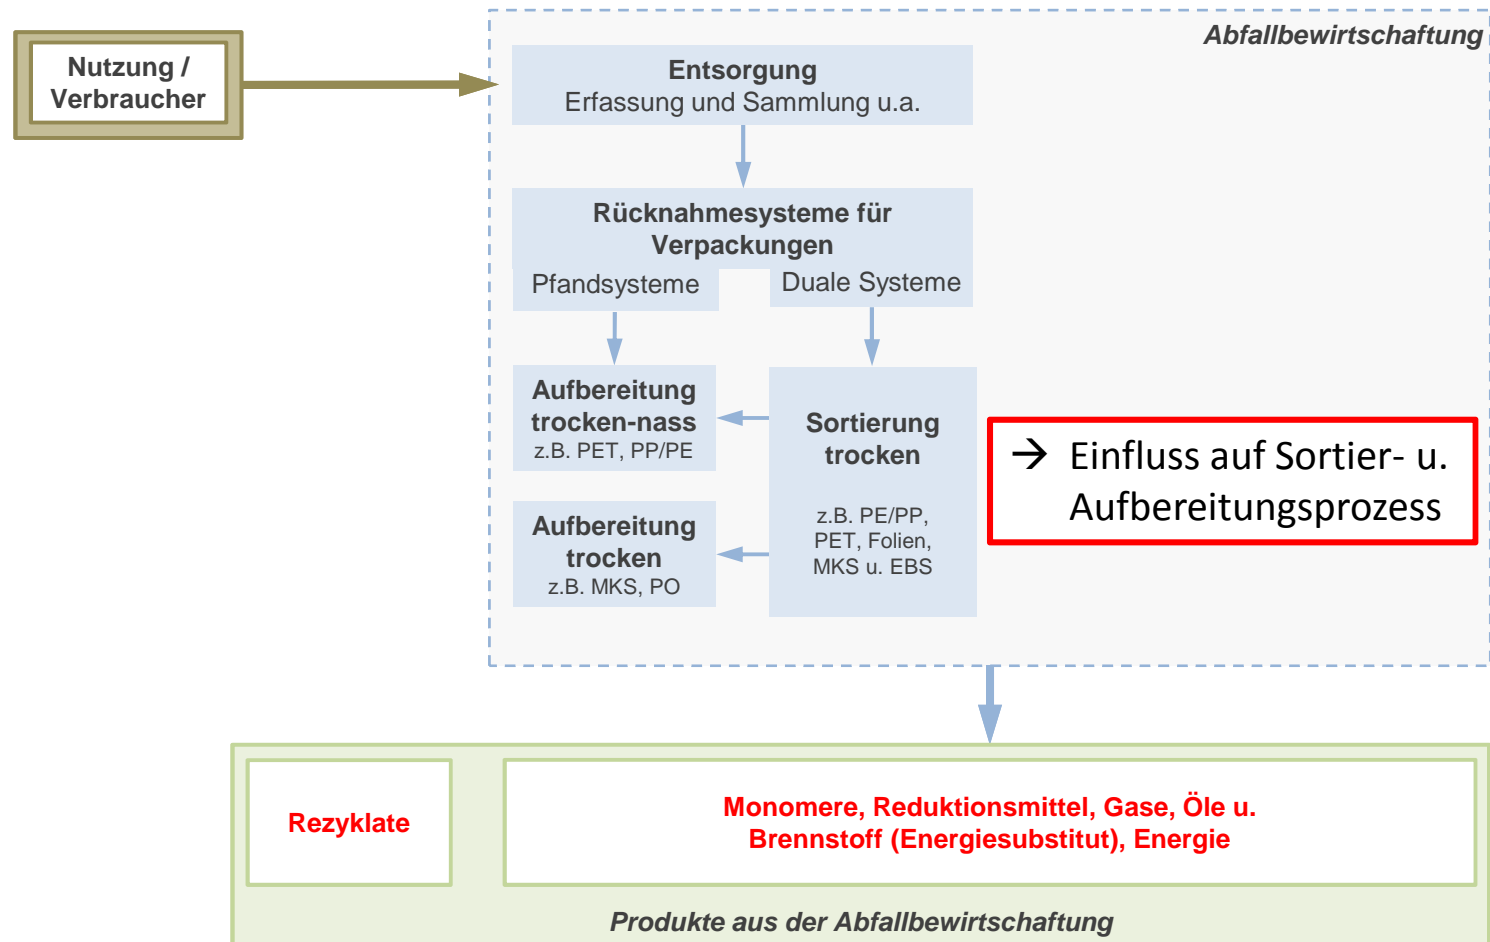 Abfallbewirtschaftung
Nutzung /
Verbraucher
Entsorgung
Erfassung und Sammlung u.a.
Rücknahmesysteme für
Verpackungen
Pfandsysteme
Duale Systeme
Aufbereitung
trocken-nass
z.B. PET, PP/PE
Sortierung
trocken
z.B. PE/PP,
PET, Folien,
MKS u. EBS
Aufbereitung
trocken
z.B. MKS, PO
→ Einfluss auf Sortier- u.
Aufbereitungsprozess
Rezyklate
Monomere, Reduktionsmittel, Gase, Öle u.
Brennstoff (Energiesubstitut), Energie
Produkte aus der Abfallbewirtschaftung